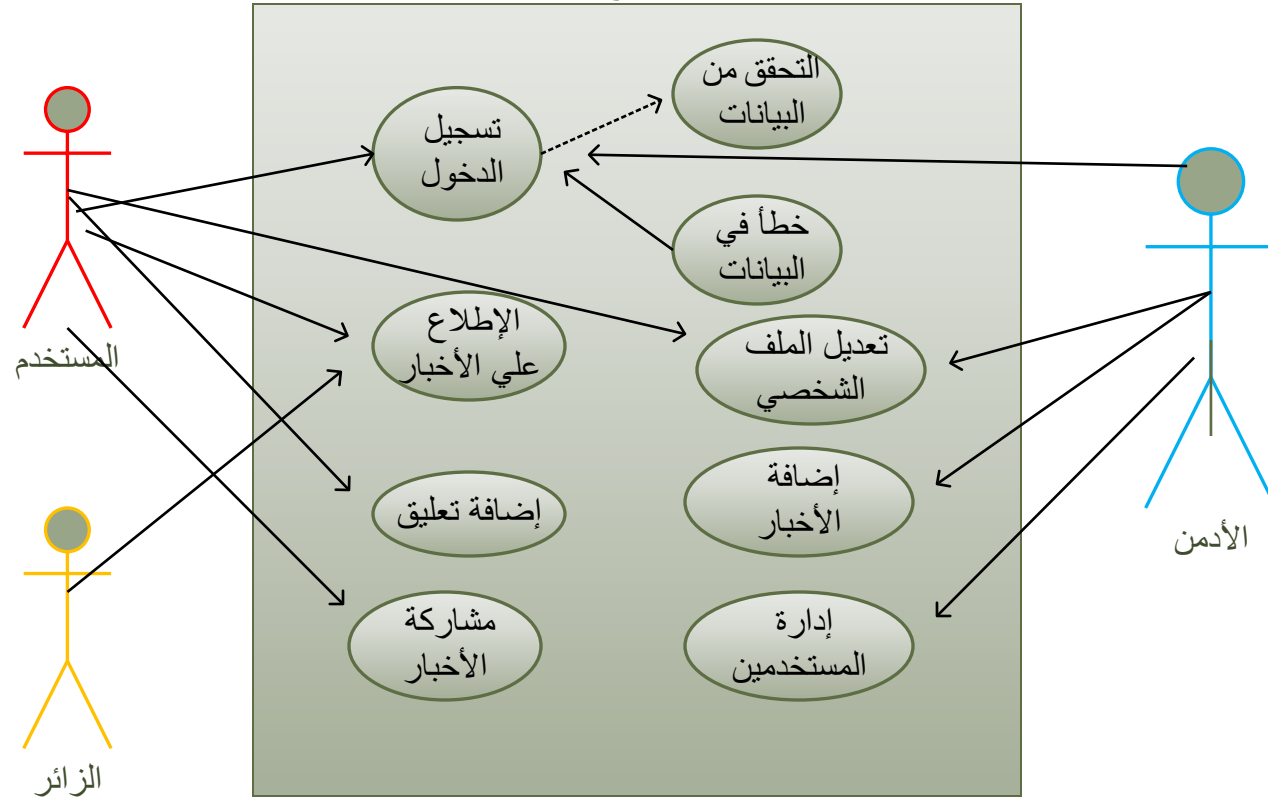 التحقق من
البيانات
تسجيل
الدخول
خطأ في
البيانات
الإطلاع
علي الأخبار
تعديل الملف
الشخصي
المستخدم
إضافة تعليق
إضافة
الأخبار
الأدمن
مشاركة
الأخبار
إدارة
المستخدمين
الزائر